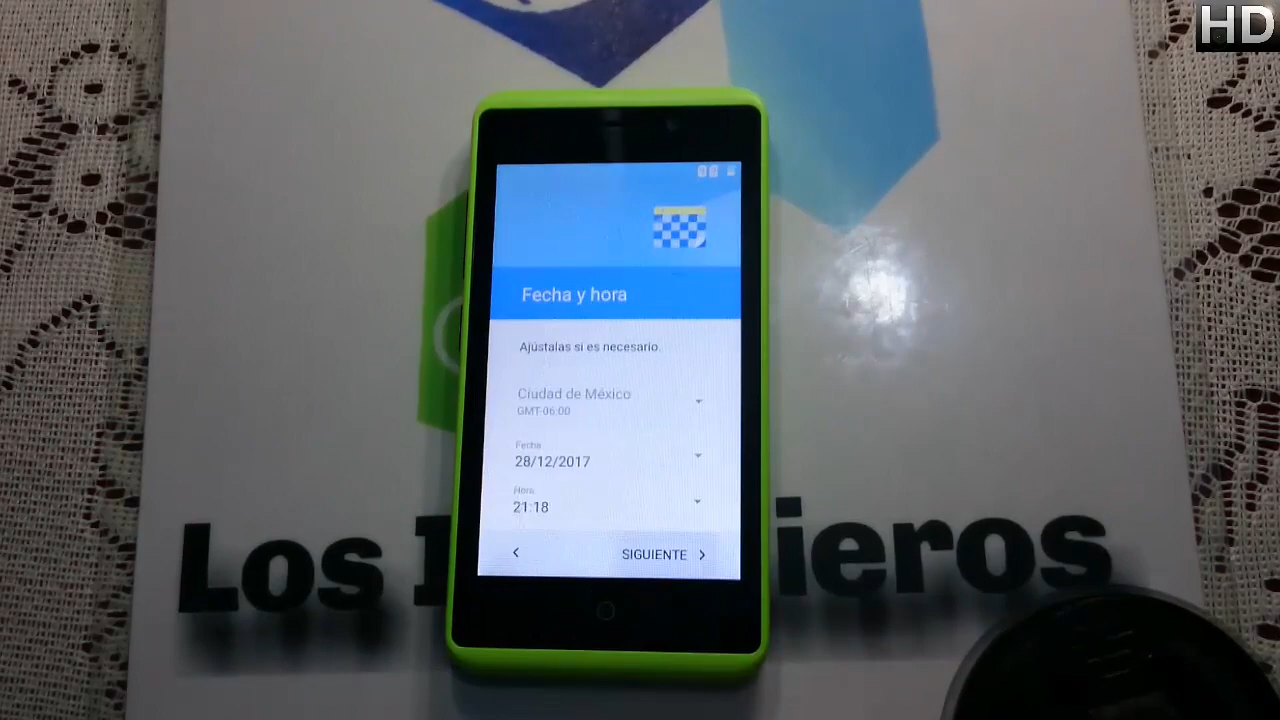 HD
Fecha y hora
Ajústalas si es necesario.
Ciudad de México
GMT-06:00
Fecha
28/12/2017
Hora
21:18
SIGUIENTE
Los